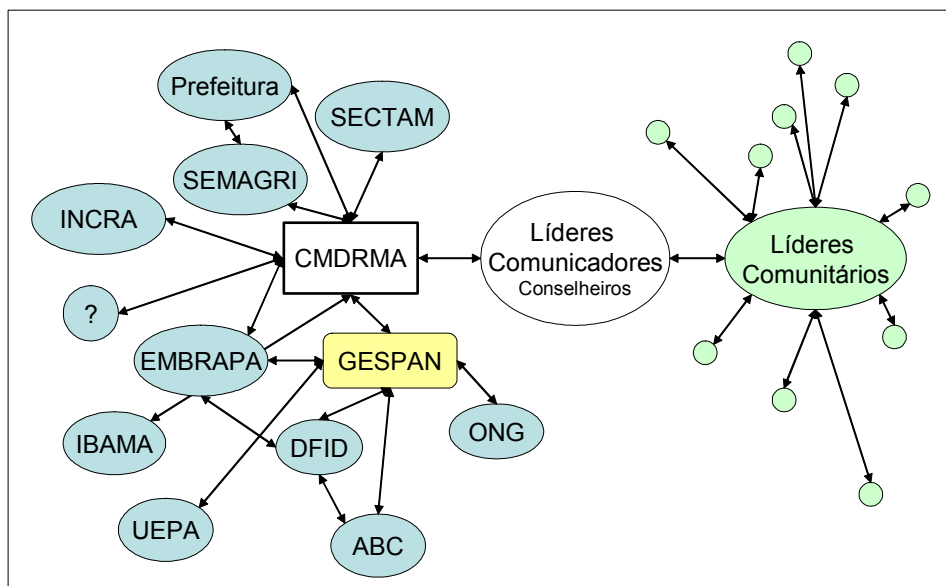 Prefeitura
SECTAM
SEMAGRI
INCRA
CMDRMA
Líderes
Comunicadores
Conselheiros
Líderes
Comunitários
?
EMBRAPA
GESPAN
IBAMA
DFID
ONG
UEPA
ABC